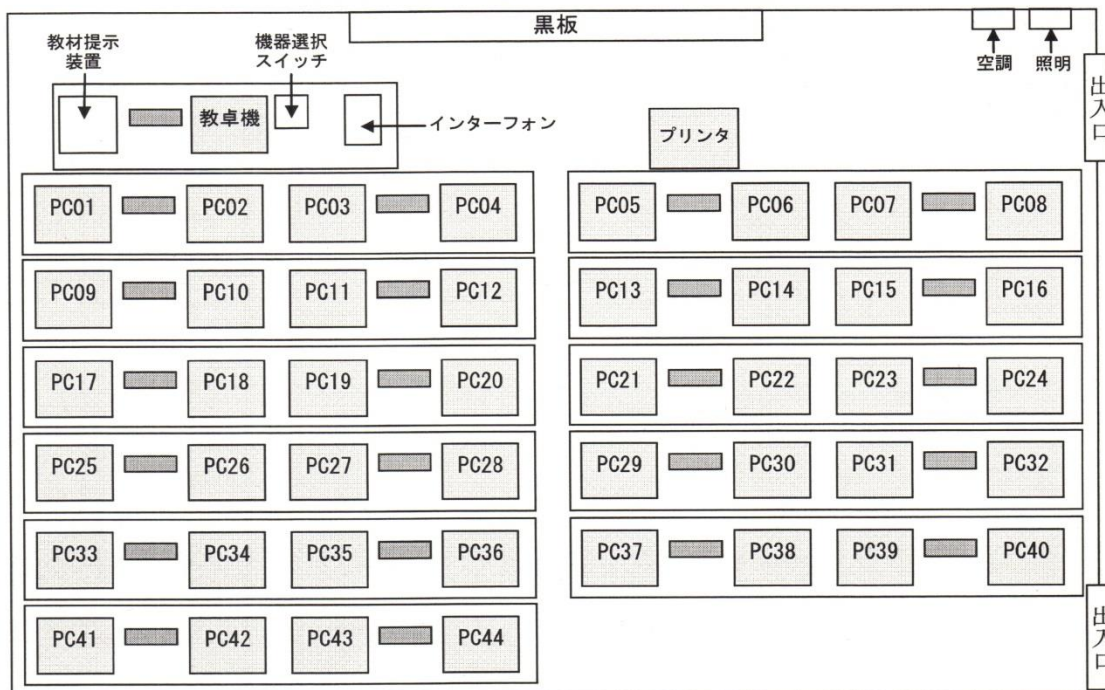 黒板
教材提示
装置
機器選択
スイッチ
空調
照明
出入口
教卓機
インターフォン
プリンタ
PC01 PC02 PC03 PC04 PC05 PC06 PC07 PC08
PC09 PC10 PC11 PC12 PC13 PC14 PC15 PC16
PC17 PC18 PC19 PC20 PC21 PC22 PC23 PC24
PC25 PC26 PC27 PC28 PC29 PC30 PC31 PC32
PC33 PC34 PC35 PC36 PC37 PC38 PC39 PC40
PC41 PC42 PC43 PC44
出入口